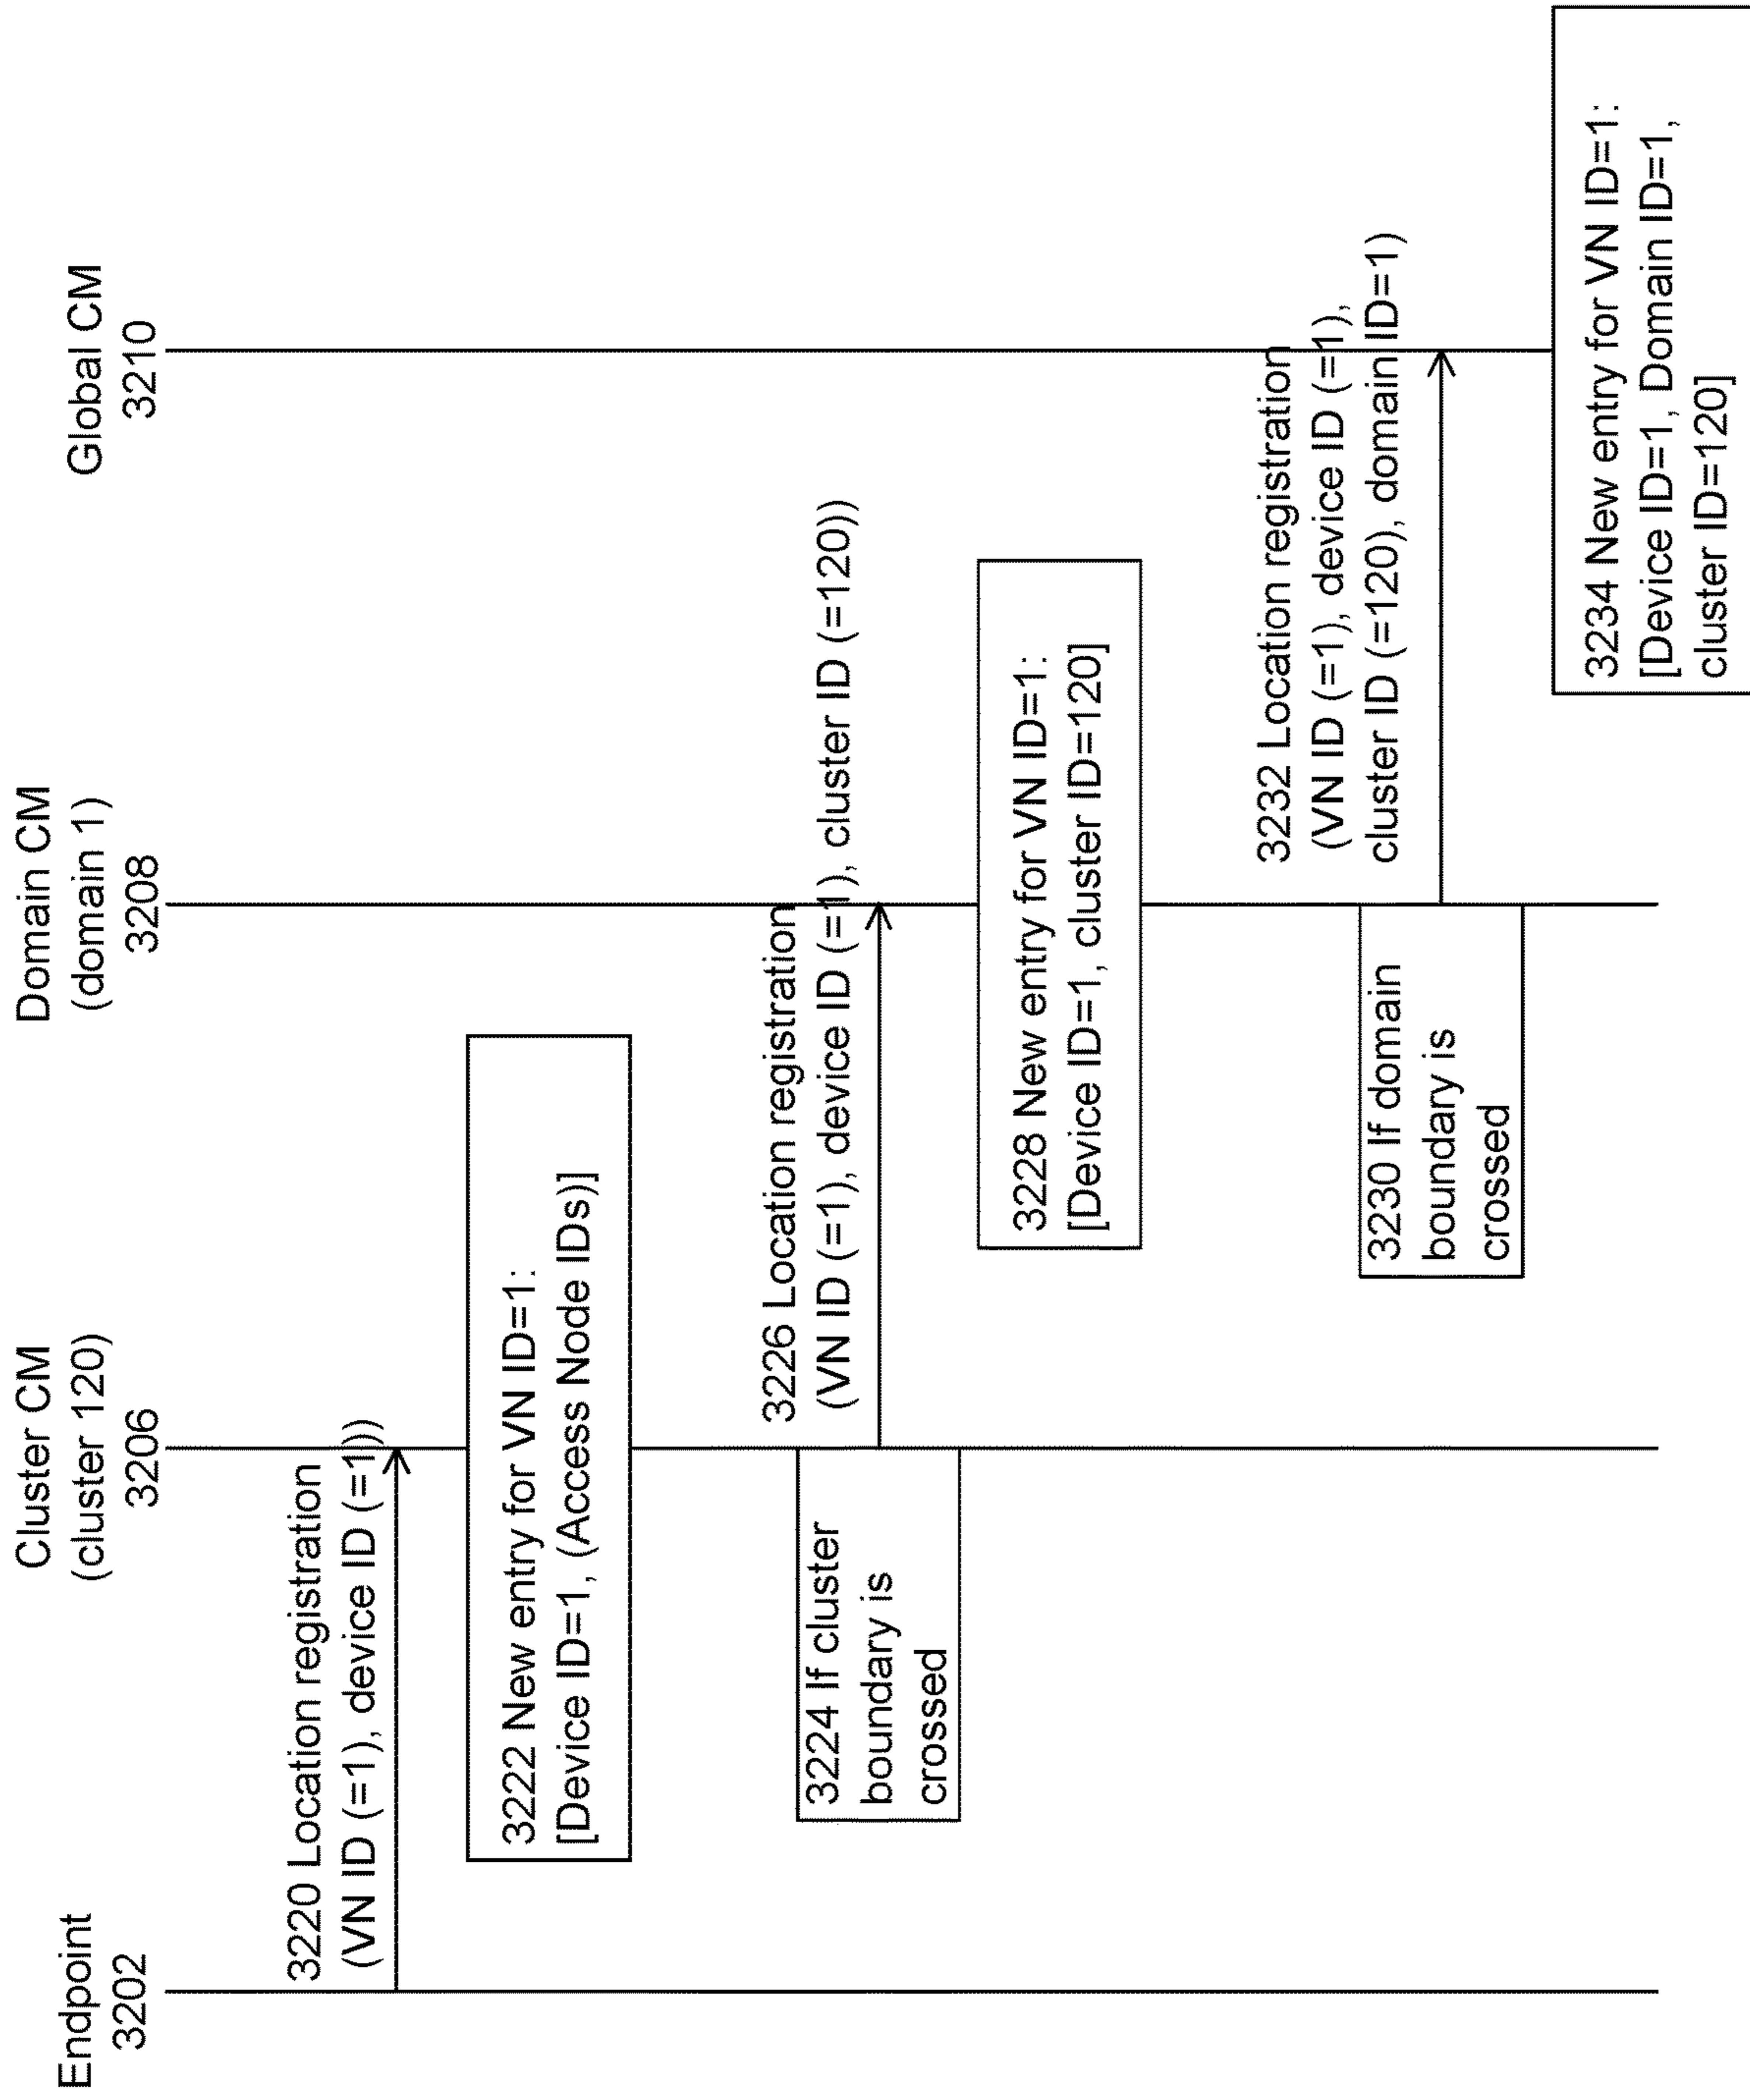 Endpoint
3202
Cluster CM
(cluster 120)
3206
Domain CM
(domain 1)
3208
Global CM
3210
3220 Location registration
(VN ID (=1), device ID (=1))
3222 New entry for VN ID=1:
[Device ID=1, (Access Node IDs)]
3224 If cluster
boundary is
crossed
3226 Location registration
(VN ID (=1), device ID (=1), cluster ID (=120))
3228 New entry for VN ID=1:
[Device ID=1, cluster ID=120]
3230 If domain
boundary is
crossed
3232 Location registration
(VN ID (=1), device ID (=1),
cluster ID (=120), domain ID=1)
3234 New entry for VN ID=1:
[Device ID=1, Domain ID=1,
cluster ID=120]